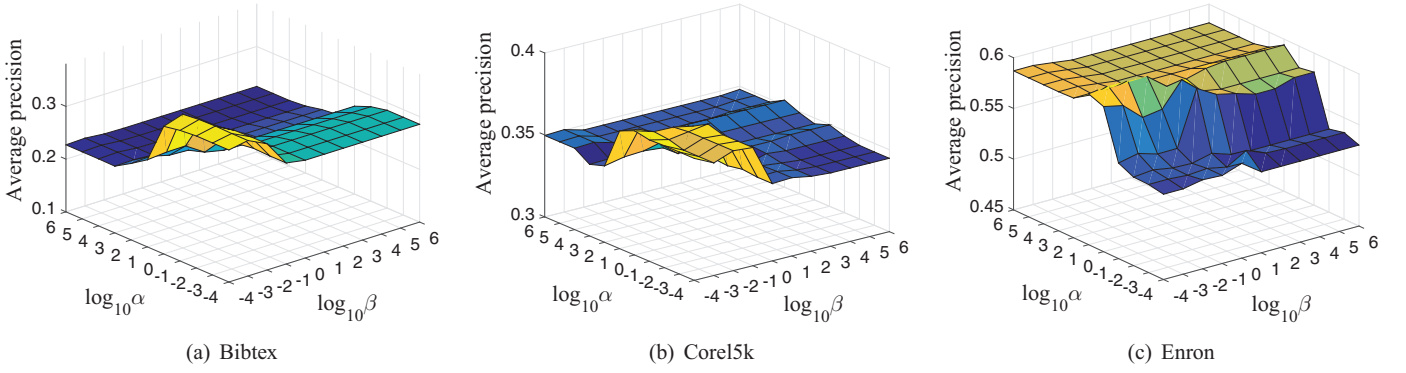 Average precision
0.3
0.2
0.1
6 5 4 3 2 1 0 -1 -2 -3 -4
-4 -3 -2 -1 0 1 2 3 4 5 6
log10α
log10β
(a) Bibtex
Average precision
0.4
0.35
0.3
6 5 4 3 2 1 0 -1 -2 -3 -4
-4 -3 -2 -1 0 1 2 3 4 5 6
log10α
log10β
(b) Corel5k
Average precision
0.6
0.55
0.5
0.45
6 5 4 3 2 1 0 -1 -2 -3 -4
-4 -3 -2 -1 0 1 2 3 4 5 6
log10α
log10β
(c) Enron